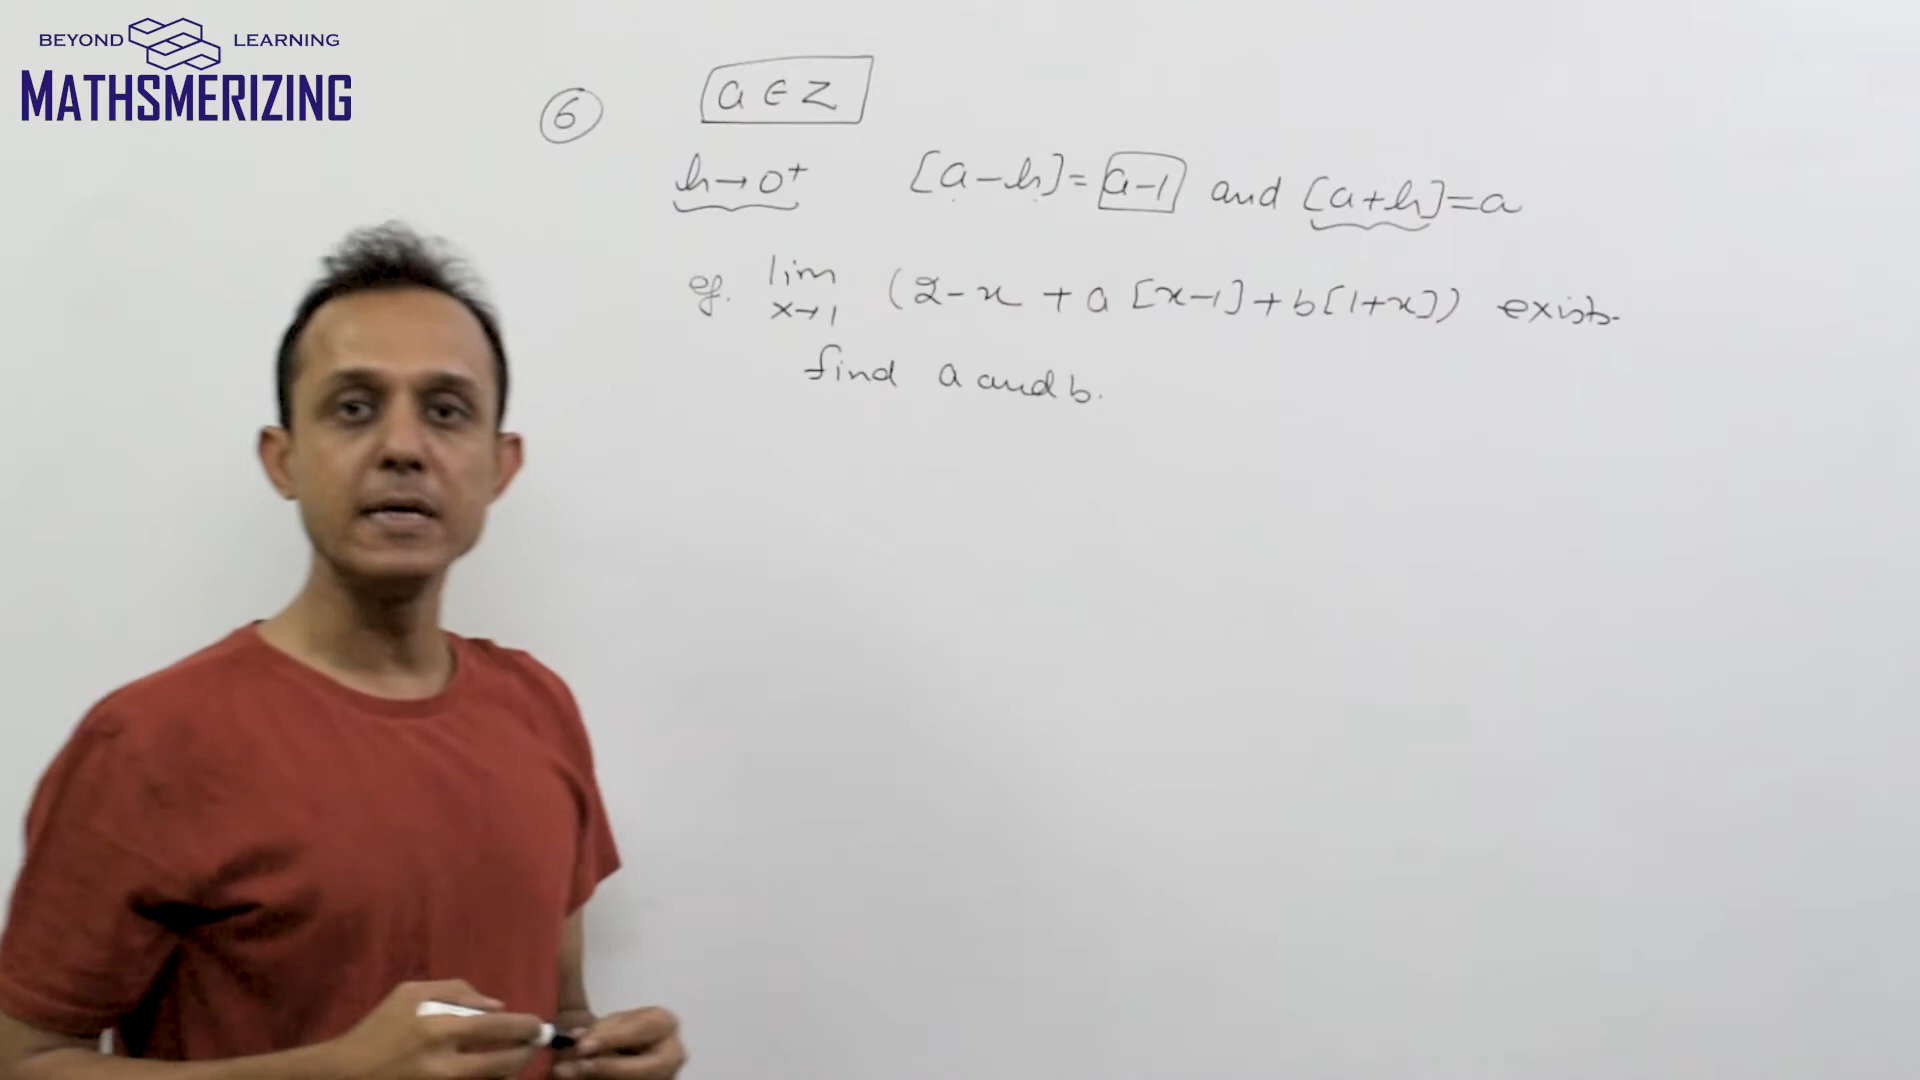 BEYOND LEARNING
MATHSMERIZING
6
a ∈ Z
h→0⁺ [a-h]=a-1 and [a+h]=a
eg. lim x→1 (2-x+a[x-1]+b[1+x]) exists.
find a and b.